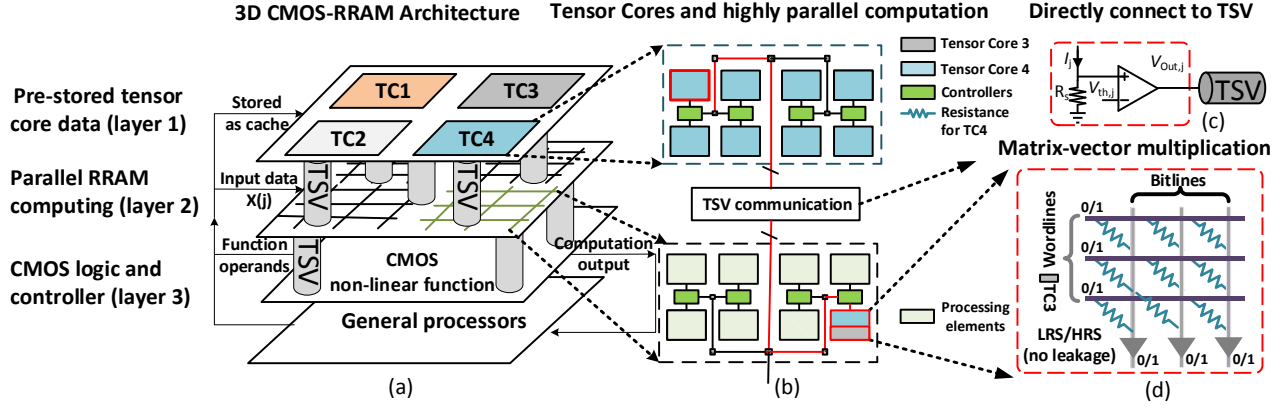 3D CMOS-RRAM Architecture
Tensor Cores and highly parallel computation
Directly connect to TSV
Pre-stored tensor
core data (layer 1)
Parallel RRAM
computing (layer 2)
CMOS logic and
controller (layer 3)
Stored
as cache
Input data
X(j)
Function
operands
TC1
TC3
TC2
TC4
TSV
TSV
TSV
CMOS
non-linear function
General processors
Computation
output
(a)
Tensor Core 3
Tensor Core 4
Controllers
Resistance
for TC4
TSV communication
Processing
elements
(b)
Ij
Rs
Vth,j
VOut,j
+
-
TSV
(c)
Matrix-vector multiplication
Bitlines
Wordlines
TC3
0/1
0/1
0/1
LRS/HRS
(no leakage)
0/1
0/1
0/1
(d)